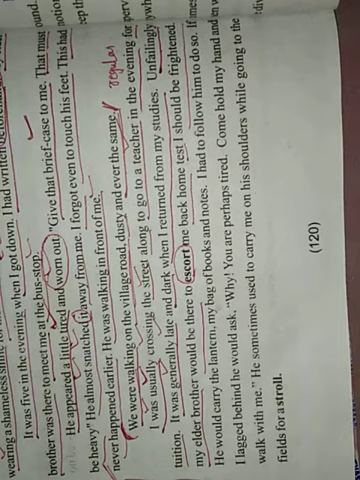 wearing a shameless
It was five in the evening when I got down. I had written
brother was there to meet me at the bus-stop.
He appeared a little tired and worn out. "Give that brief-case to me. That must
be heavy" He almost snatched it away from me. I forgot even to touch his feet. This had
never happened earlier. He was walking in front of me.
We were walking on the village road, dusty and ever the same.
regular
I was usually crossing the street along to go to a teacher in the evening for
tuition. It was generally late and dark when I returned from my studies. Unfailingly
my elder brother would be there to escort me back home test I should be frightened.
He would carry the lantern, my bag of books and notes. I had to follow him to do so. If
I lagged behind he would ask, "Why! You are perhaps tired. Come hold my hand and
walk with me." He sometimes used to carry me on his shoulders while going to the
fields for a stroll.
(120)